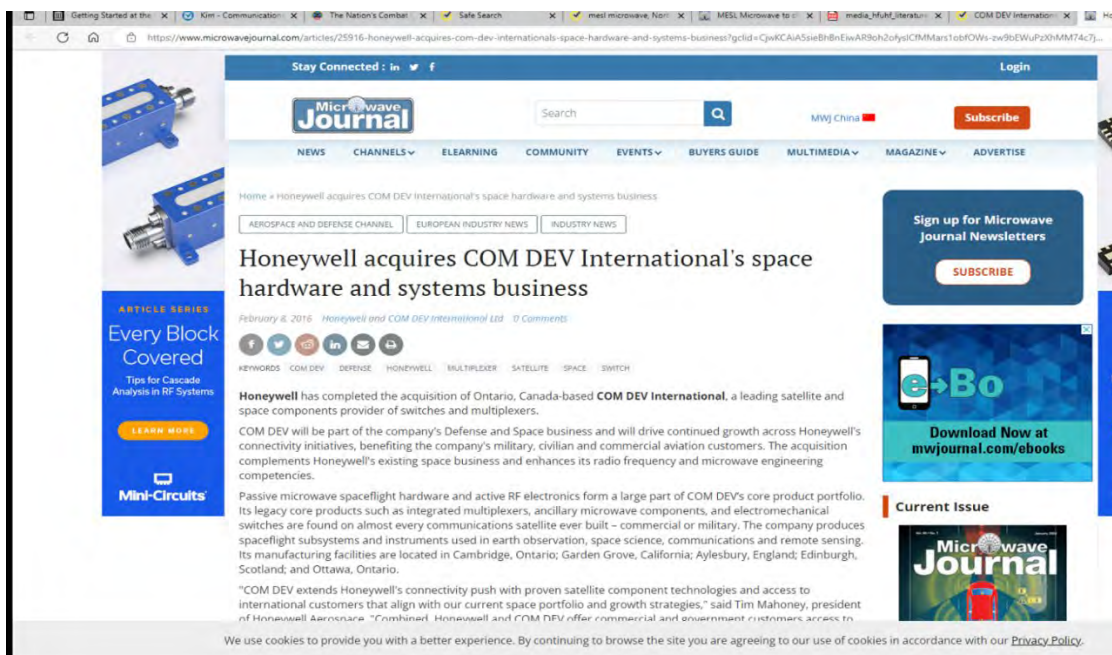 Getting Started at the
Kim - Communication
The Nation's Combat
Safe Search
mesl microwave, Nor
MESL Microwave to
media_hfuhf_literature
COM DEV Internation
https://www.microwavejournal.com/articles/25916-honeywell-acquires-com-dev-internationals-space-hardware-and-systems-business?gclid=
Stay Connected : in f
Login
Microwave
Journal
Search
MWJ China
Subscribe
NEWS CHANNELS ELEARNING COMMUNITY EVENTS BUYERS GUIDE MULTIMEDIA MAGAZINE ADVERTISE
Home » Honeywell acquires COM DEV International's space hardware and systems business
AEROSPACE AND DEFENSE CHANNEL EUROPEAN INDUSTRY NEWS INDUSTRY NEWS
Honeywell acquires COM DEV International's space
hardware and systems business
February 8, 2016 Honeywell and COM DEV International Ltd 0 Comments
KEYWORDS COM DEV DEFENSE HONEYWELL MULTIPLEXER SATELLITE SPACE SWITCH
Honeywell has completed the acquisition of Ontario, Canada-based COM DEV International, a leading satellite and
space components provider of switches and multiplexers.
COM DEV will be part of the company's Defense and Space business and will drive continued growth across Honeywell's
connectivity initiatives, benefiting the company's military, civilian and commercial aviation customers. The acquisition
complements Honeywell's existing space business and enhances its radio frequency and microwave engineering
competencies.
Passive microwave spaceflight hardware and active RF electronics form a large part of COM DEV's core product portfolio.
Its legacy core products such as integrated multiplexers, ancillary microwave components, and electromechanical
switches are found on almost every communications satellite ever built – commercial or military. The company produces
spaceflight subsystems and instruments used in earth observation, space science, communications and remote sensing.
Its manufacturing facilities are located in Cambridge, Ontario; Garden Grove, California; Aylesbury, England; Edinburgh,
Scotland; and Ottawa, Ontario.
"COM DEV extends Honeywell's connectivity push with proven satellite component technologies and access to
international customers that align with our current space portfolio and growth strategies," said Tim Mahoney, president
of Honeywell Aerospace. "Combined, Honeywell and COM DEV offer commercial and government customers access to
ARTICLE SERIES
Every Block
Covered
Tips for Cascade
Analysis in RF Systems
LEARN MORE
Mini-Circuits
Sign up for Microwave
Journal Newsletters
SUBSCRIBE
e Bo
Download Now at
mwjournal.com/ebooks
Current Issue
Microwave
Journal
We use cookies to provide you with a better experience. By continuing to browse the site you are agreeing to our use of cookies in accordance with our Privacy Policy.